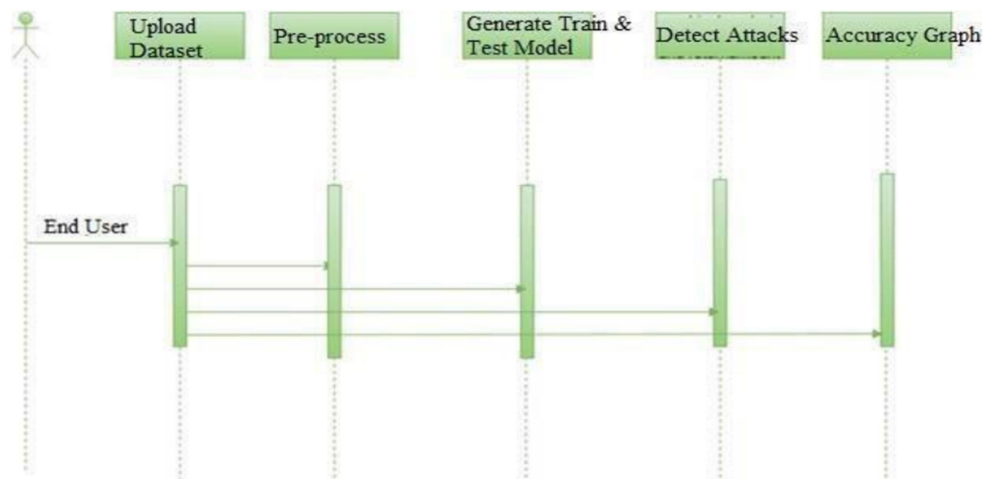 Upload
Dataset
Pre-process
Generate Train &
Test Model
Detect Attacks
Accuracy Graph
End User